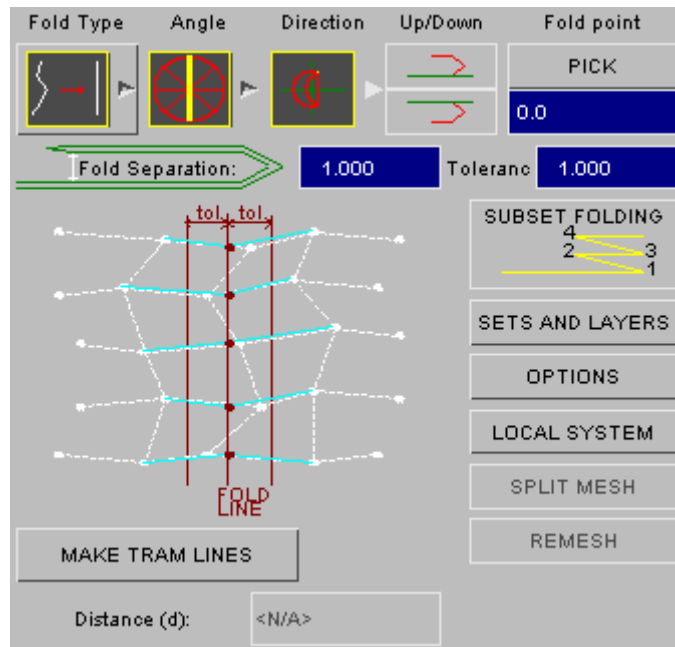 Fold Type Angle Direction Up/Down Fold point
PICK
0.0
Fold Separation: 1.000 Toleranc 1.000
tol. tol.
SUBSET FOLDING
4
2 3
1
SETS AND LAYERS
OPTIONS
LOCAL SYSTEM
SPLIT MESH
FOLD
LINE
REMESH
MAKE TRAM LINES
Distance (d): <N/A>